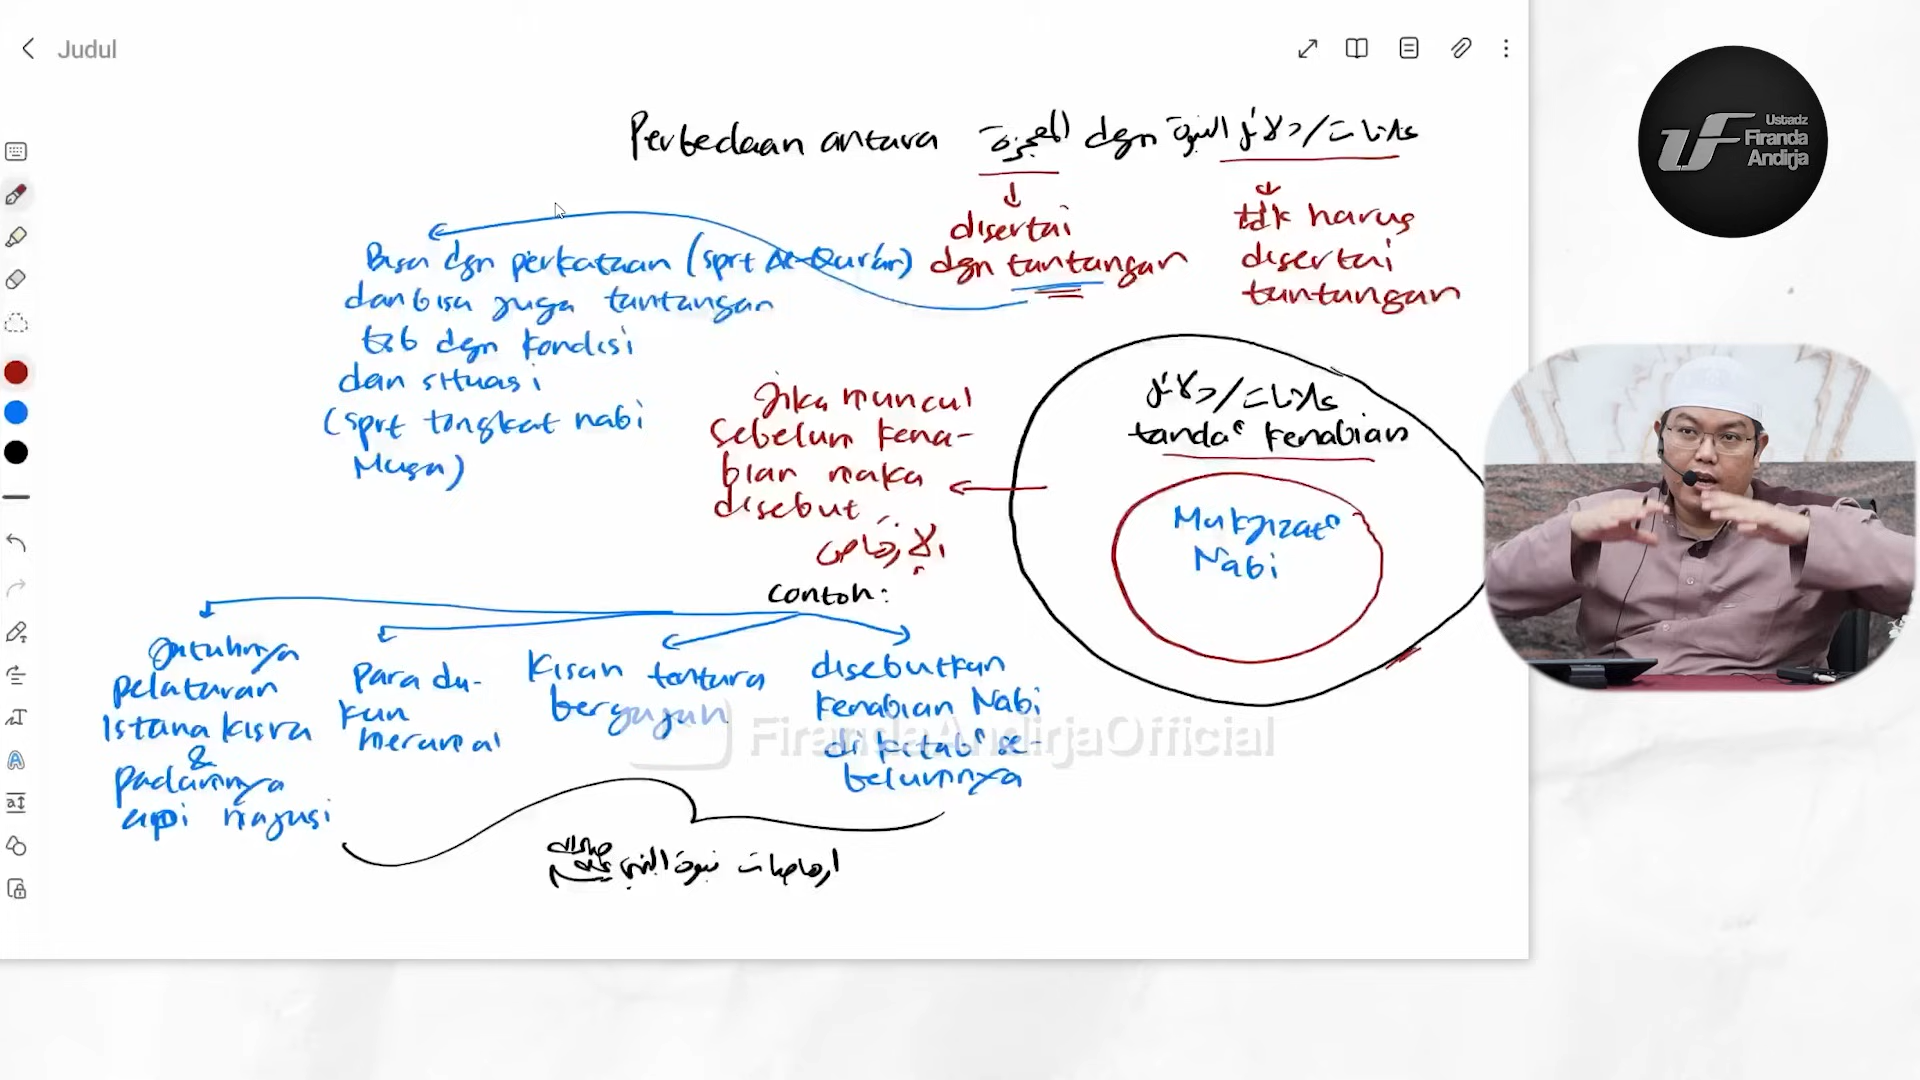 Judul
Ustadz
Firanda
Andirja
Perbedaan antara المعجزة dgn علامات/دلائل النبوة
disertai
dgn tantangan
tdk harus
disertai
tantangan
Bisa dgn perkataan (sprt Al-Qur'an)
dan bisa juga tantangan
tsb dgn kondisi
dan situasi
(sprt tongkat nabi
Musa)
علامات/دلائل
tanda² kenabian
Mukjizat²
Nabi
Jika muncul
sebelum kena-
bian maka
disebut
الإرهاص
contoh:
Jatuhnya
pelataran
Istana kisra
&
padamnya
api majusi
Para du-
kun
meramal
Kisah tentara
bergajah
disebutkan
kenabian Nabi
di kitab² se-
belumnya
FirandaAndirjaOfficial
ارهاصات نبوة النبي صلى الله عليه وسلم